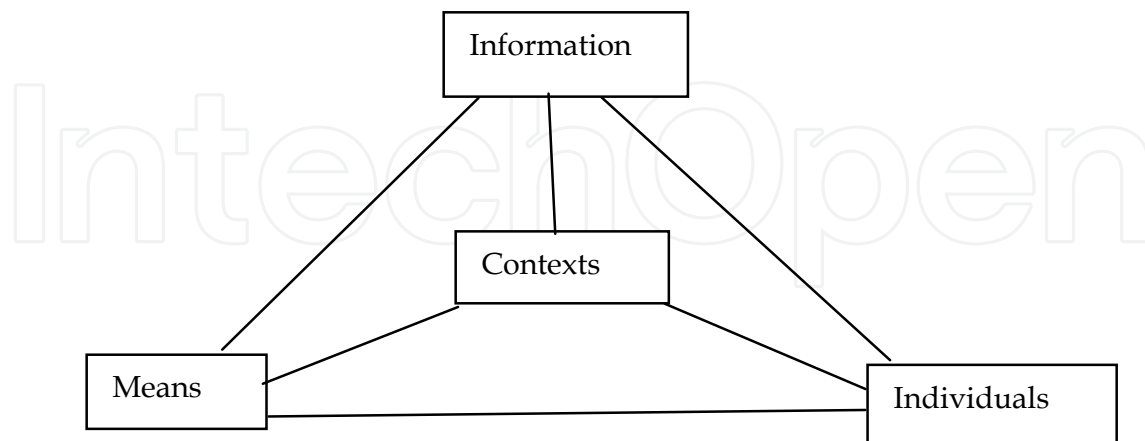 Information
IntechOpen
Contexts
Means
Individuals